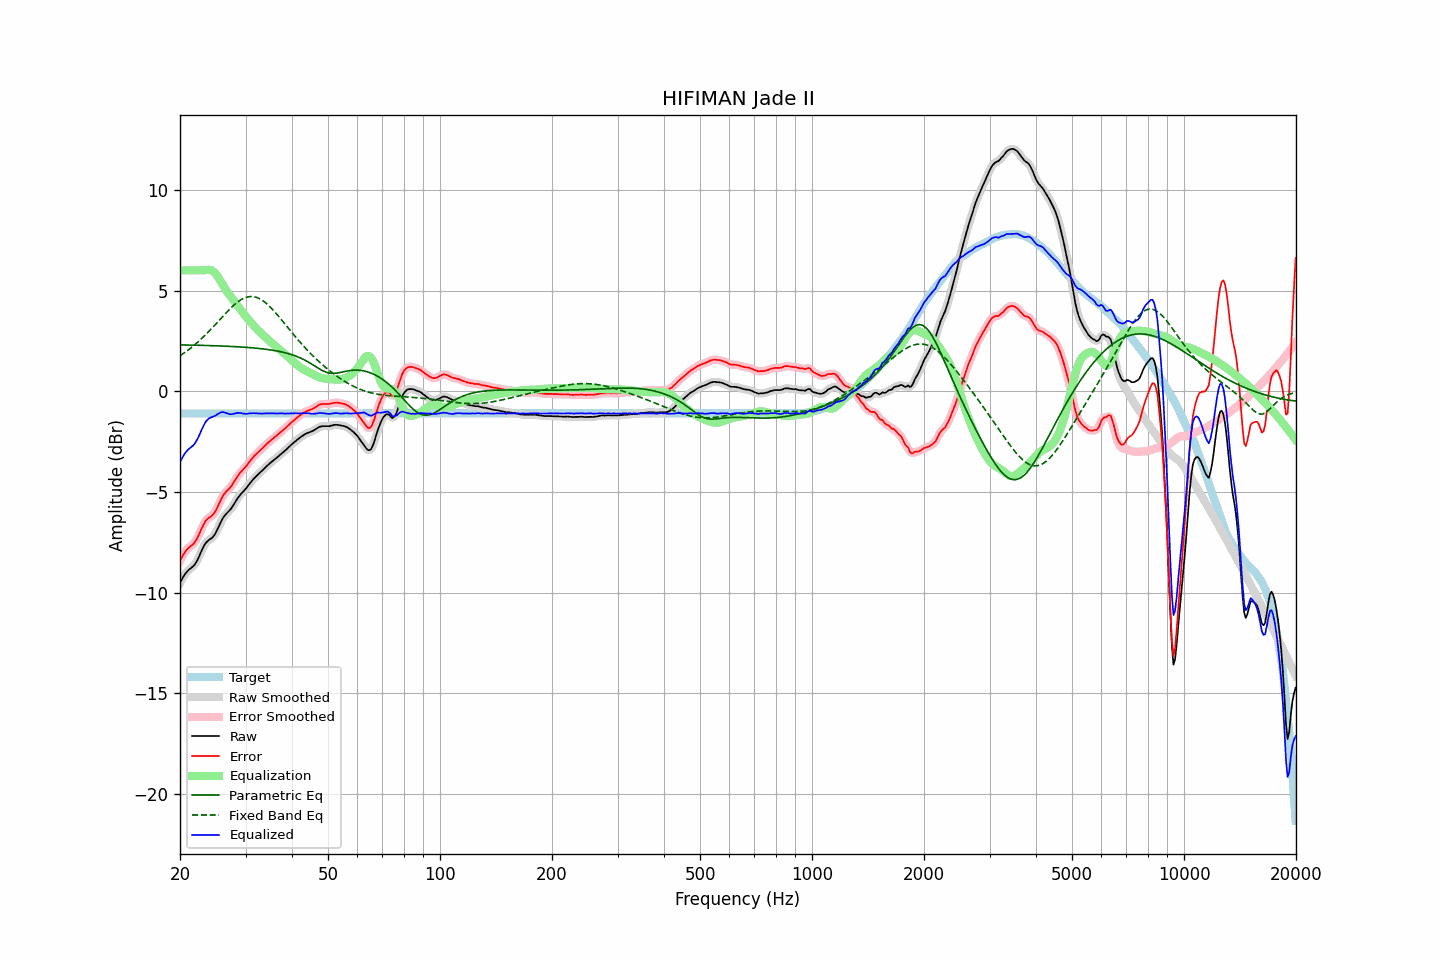 HIFIMAN Jade II
Amplitude (dBr)
10
5
0
−5
−10
−15
−20
Target
Raw Smoothed
Error Smoothed
Raw
Error
Equalization
Parametric Eq
Fixed Band Eq
Equalized
20 50 100 200 500 1000 2000 5000 10000 20000
Frequency (Hz)